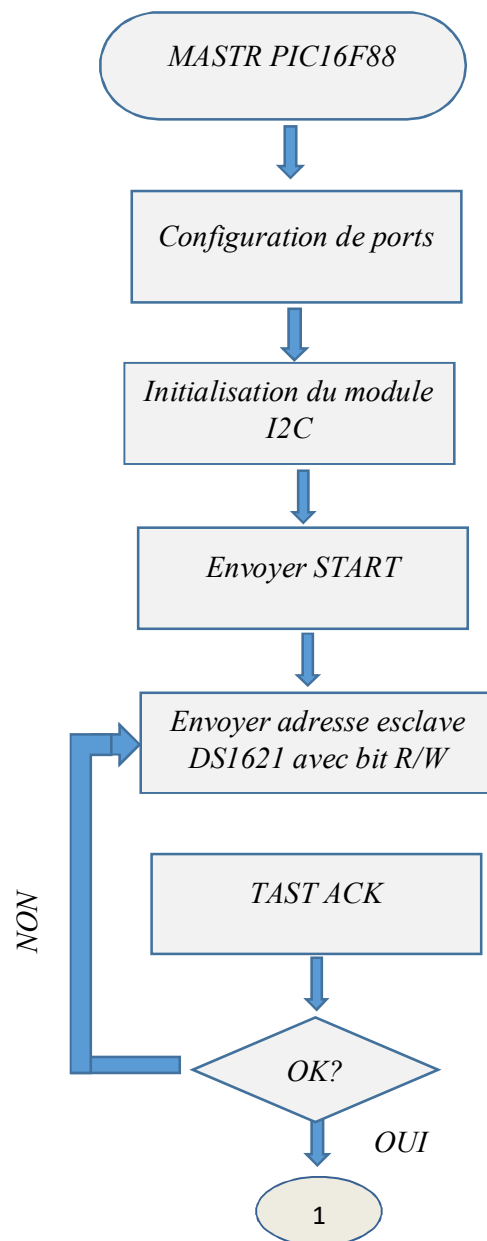 MASTR PIC16F88
Configuration de ports
Initialisation du module
I2C
Envoyer START
Envoyer adresse esclave
DS1621 avec bit R/W
TAST ACK
NON
OK?
OUI
1